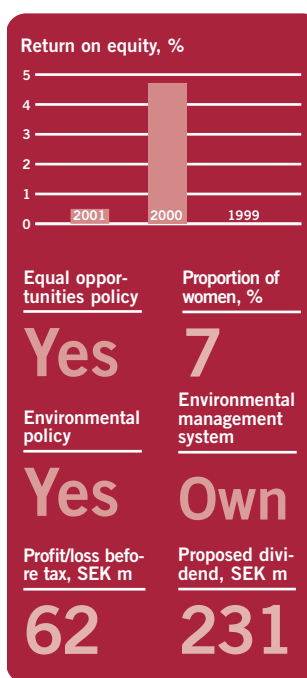 Return on equity, %
5
4
3
2
1
0
2001 2000 1999
Equal oppor-
tunities policy
Yes
Proportion of
women, %
7
Environmental
policy
Yes
Environmental
management
system
Own
Profit/loss befo-
re tax, SEK m
62
Proposed divi-
dend, SEK m
231